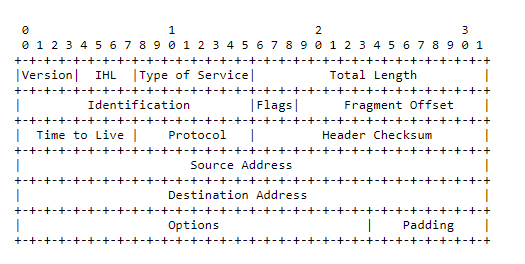 0                   1                   2                   3
 0 1 2 3 4 5 6 7 8 9 0 1 2 3 4 5 6 7 8 9 0 1 2 3 4 5 6 7 8 9 0 1
+-+-+-+-+-+-+-+-+-+-+-+-+-+-+-+-+-+-+-+-+-+-+-+-+-+-+-+-+-+-+-+-+
|Version|  IHL  |Type of Service|          Total Length         |
+-+-+-+-+-+-+-+-+-+-+-+-+-+-+-+-+-+-+-+-+-+-+-+-+-+-+-+-+-+-+-+-+
|         Identification        |Flags|      Fragment Offset    |
+-+-+-+-+-+-+-+-+-+-+-+-+-+-+-+-+-+-+-+-+-+-+-+-+-+-+-+-+-+-+-+-+
|  Time to Live |    Protocol   |         Header Checksum       |
+-+-+-+-+-+-+-+-+-+-+-+-+-+-+-+-+-+-+-+-+-+-+-+-+-+-+-+-+-+-+-+-+
|                       Source Address                          |
+-+-+-+-+-+-+-+-+-+-+-+-+-+-+-+-+-+-+-+-+-+-+-+-+-+-+-+-+-+-+-+-+
|                    Destination Address                        |
+-+-+-+-+-+-+-+-+-+-+-+-+-+-+-+-+-+-+-+-+-+-+-+-+-+-+-+-+-+-+-+-+
|                    Options                    |    Padding    |
+-+-+-+-+-+-+-+-+-+-+-+-+-+-+-+-+-+-+-+-+-+-+-+-+-+-+-+-+-+-+-+-+